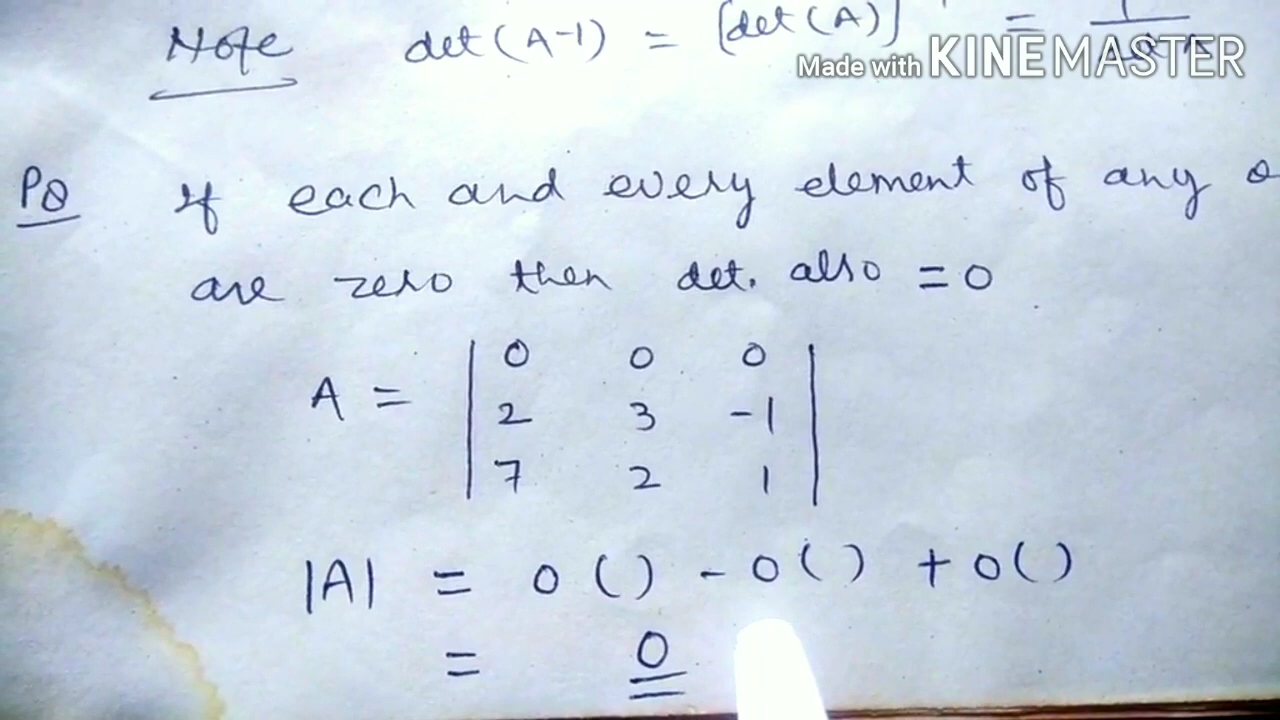 Note det(A-1) = [det(A)] =
Made with KINEMASTER
PQ If each and every element of any
are zero then det. also = 0
A = | 0 0 0 |
| 2 3 -1 |
| 7 2 1 |
|A| = 0 ( ) - 0 ( ) + 0 ( )
= 0